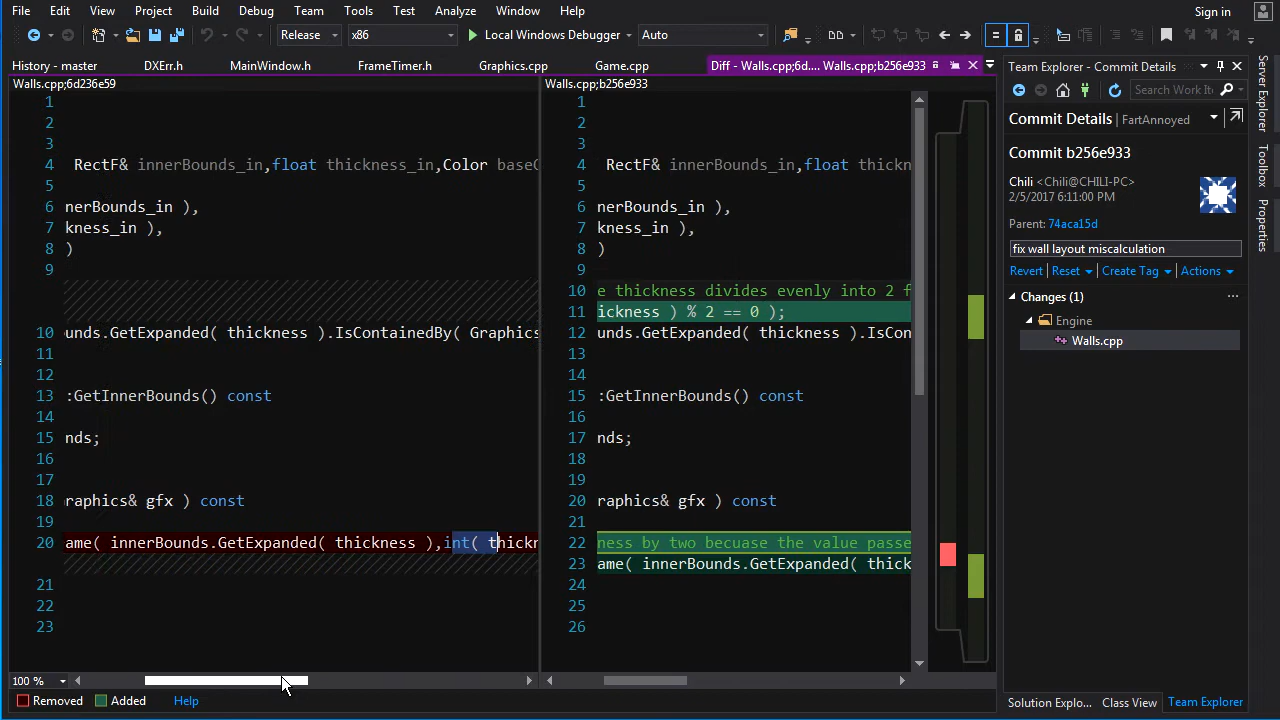 File Edit View Project Build Debug Team Tools Test Analyze Window Help Sign in
Release x86 Local Windows Debugger Auto
History - master DXErr.h MainWindow.h FrameTimer.h Graphics.cpp Game.cpp Diff - Walls.cpp;6d.... Walls.cpp;b256e933
Walls.cpp;6d236e59
1
2
3
4 RectF& innerBounds_in,float thickness_in,Color base
5
6 nerBounds_in ),
7 kness_in ),
8 )
9
10 unds.GetExpanded( thickness ).IsContainedBy( Graphics
11
12
13 :GetInnerBounds() const
14
15 nds;
16
17
18 raphics& gfx ) const
19
20 ame( innerBounds.GetExpanded( thickness ),int( thickn
21
22
23
Walls.cpp;b256e933
1
2
3
4 RectF& innerBounds_in,float thickn
5
6 nerBounds_in ),
7 kness_in ),
8 )
9
10 e thickness divides evenly into 2 f
11 ickness ) % 2 == 0 );
12 unds.GetExpanded( thickness ).IsCon
13
14
15 :GetInnerBounds() const
16
17 nds;
18
19
20 raphics& gfx ) const
21
22 ness by two becuase the value passe
23 ame( innerBounds.GetExpanded( thick
24
25
26
100 %
Removed Added Help
Team Explorer - Commit Details
Search Work Ite
Commit Details | FartAnnoyed
Commit b256e933
Chili <Chili@CHILI-PC>
2/5/2017 6:11:00 PM
Parent: 74aca15d
fix wall layout miscalculation
Revert Reset Create Tag Actions
Changes (1) ...
Engine
Walls.cpp
Solution Explo... Class View Team Explorer
Server Explorer
Toolbox
Properties